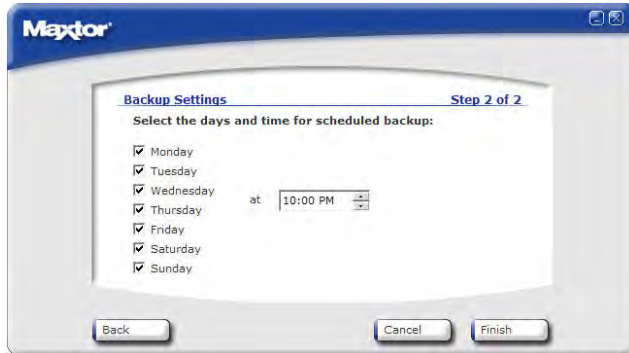 Maxtor
Backup Settings Step 2 of 2
Select the days and time for scheduled backup:
Monday
Tuesday
Wednesday
at 10:00 PM
Thursday
Friday
Saturday
Sunday
Back Cancel Finish